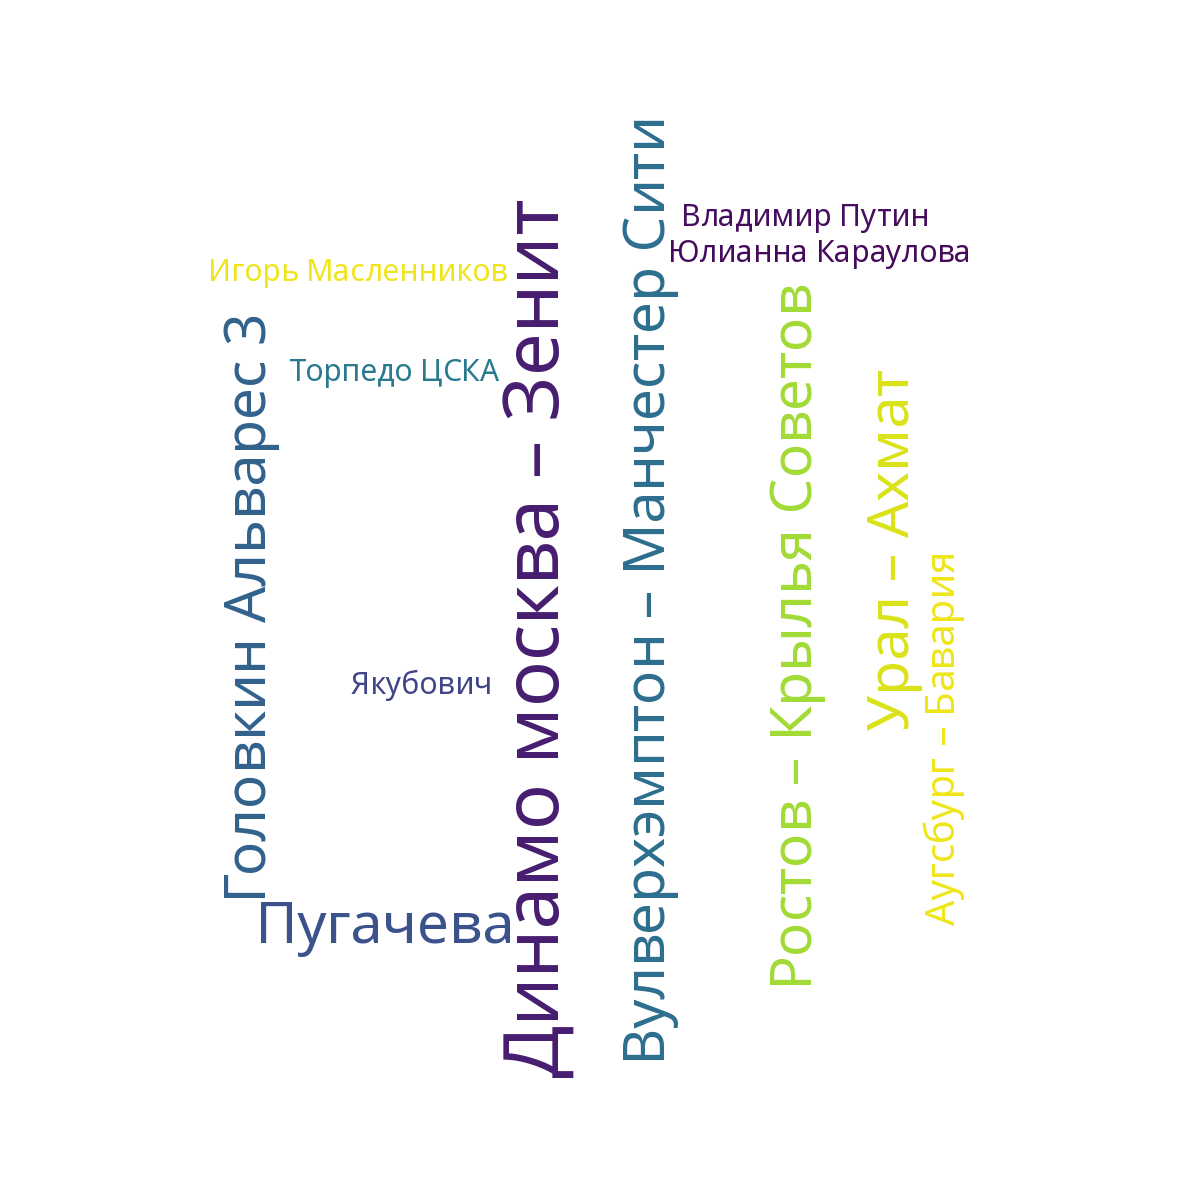 Владимир Путин
Юлианна Караулова
Игорь Масленников
Торпедо ЦСКА
Головкин Альварес 3
Динамо москва – Зенит
Вулверхэмптон – Манчестер Сити
Ростов – Крылья Советов
Урал – Ахмат
Аугсбург – Бавария
Якубович
Пугачева